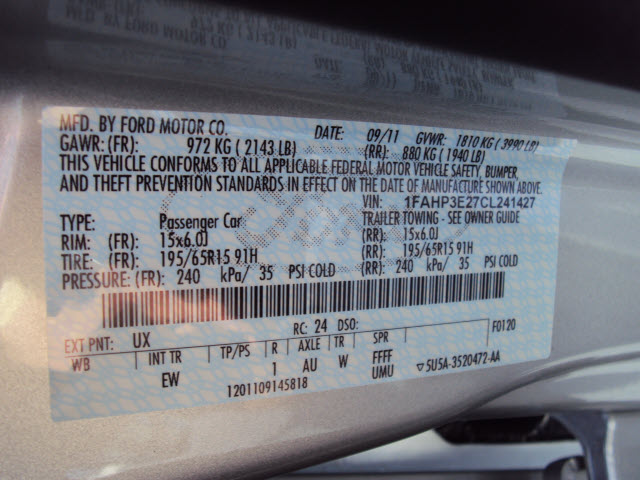 MFD. BY FORD MOTOR CO. DATE: 09/11 GVWR: 1810 KG ( 3990 LB)
GAWR: (FR): 972 KG ( 2143 LB) (RR): 880 KG ( 1940 LB)
THIS VEHICLE CONFORMS TO ALL APPLICABLE FEDERAL MOTOR VEHICLE SAFETY, BUMPER,
AND THEFT PREVENTION STANDARDS IN EFFECT ON THE DATE OF MANUFACTURE SHOWN ABOVE.
VIN: 1FAHP3E27CL241427
TYPE: Passenger Car TRAILER TOWING - SEE OWNER GUIDE
RIM: (FR): 15x6.0J (RR): 15x6.0J
TIRE: (FR): 195/65R15 91H (RR): 195/65R15 91H
PRESSURE: (FR): 240 kPa/ 35 PSI COLD (RR): 240 kPa/ 35 PSI COLD
EXT PNT: UX RC: 24 DSO: F0120
WB INT TR TP/PS R AXLE TR SPR
EW 1 AU W FFFF
UMU ▽5U5A-3520472-AA
1201109145818